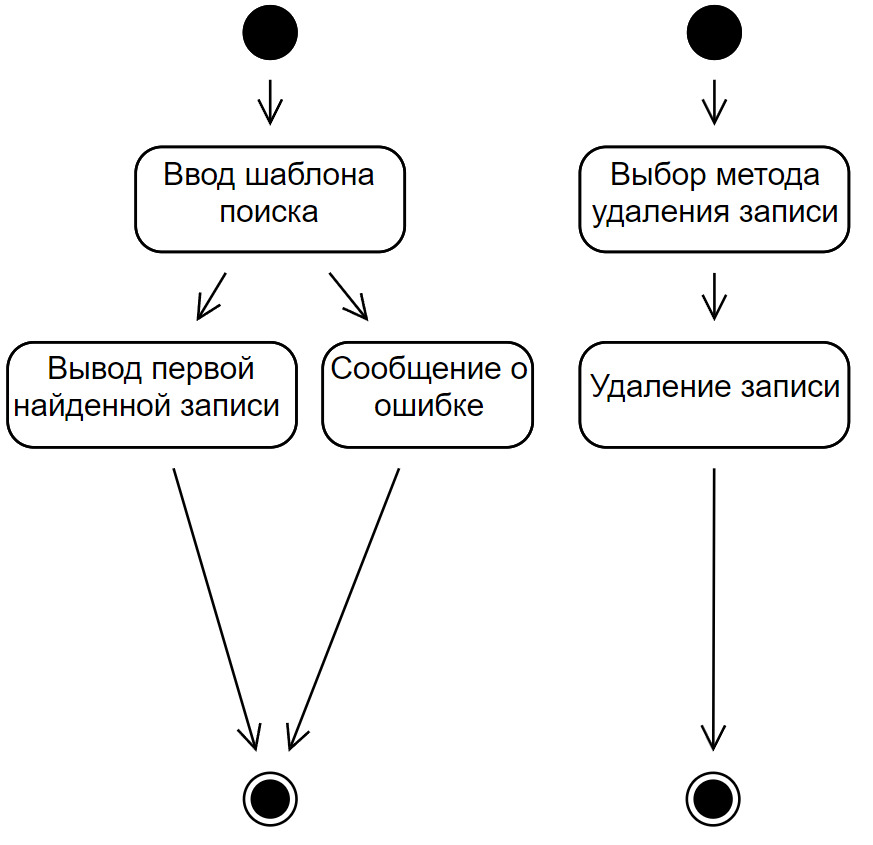 Ввод шаблона
поиска
Выбор метода
удаления записи
Вывод первой
найденной записи
Сообщение о
ошибке
Удаление записи